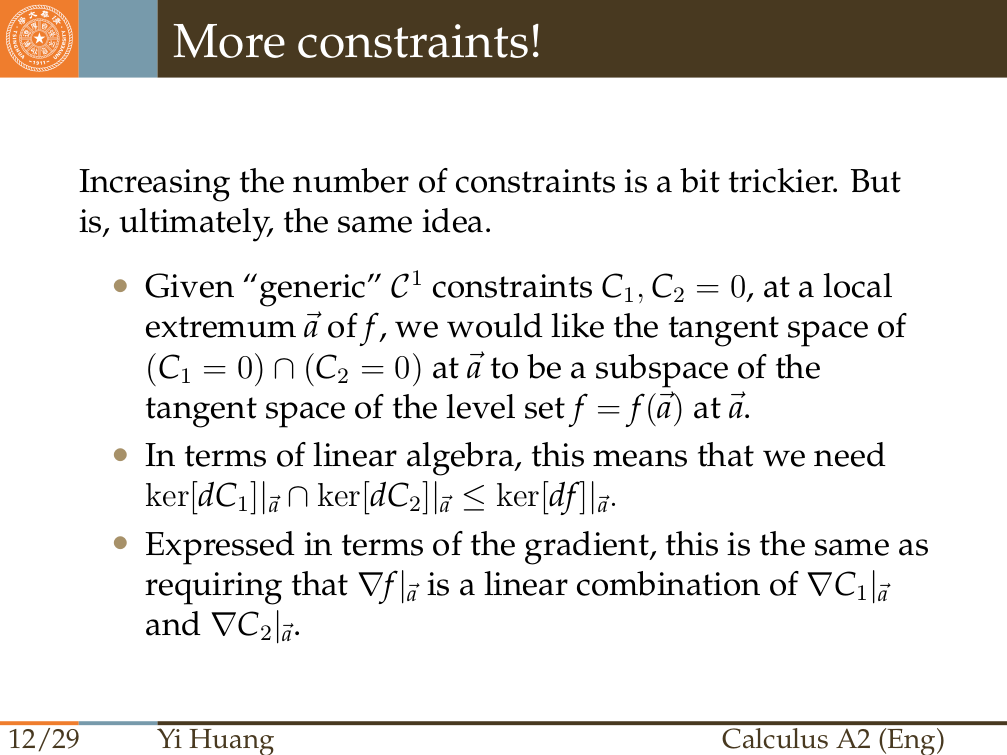 More constraints!
Increasing the number of constraints is a bit trickier. But
is, ultimately, the same idea.
• Given “generic” 𝒞¹ constraints C₁, C₂ = 0, at a local
extremum a⃗ of f, we would like the tangent space of
(C₁ = 0) ∩ (C₂ = 0) at a⃗ to be a subspace of the
tangent space of the level set f = f(a⃗) at a⃗.
• In terms of linear algebra, this means that we need
ker[dC₁]|a⃗ ∩ ker[dC₂]|a⃗ ≤ ker[df]|a⃗.
• Expressed in terms of the gradient, this is the same as
requiring that ∇f|a⃗ is a linear combination of ∇C₁|a⃗
and ∇C₂|a⃗.
12/29 Yi Huang Calculus A2 (Eng)